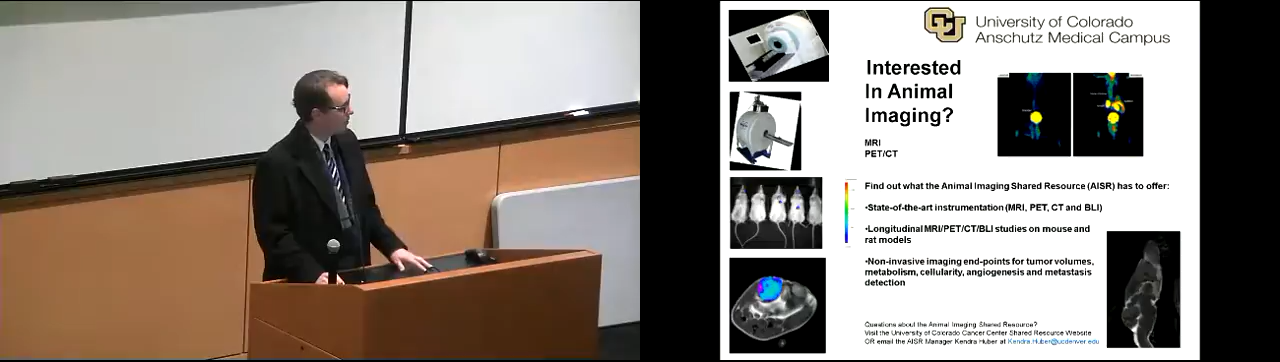 University of Colorado
Anschutz Medical Campus
Interested
In Animal
Imaging?
MRI
PET/CT
Find out what the Animal Imaging Shared Resource (AISR) has to offer:
•State-of-the-art instrumentation (MRI, PET, CT and BLI)
•Longitudinal MRI/PET/CT/BLI studies on mouse and
rat models
•Non-invasive imaging end-points for tumor volumes,
metabolism, cellularity, angiogenesis and metastasis
detection
Questions about the Animal Imaging Shared Resource?
Visit the University of Colorado Cancer Center Shared Resource Website
OR email the AISR Manager Kendra Huber at Kendra.Huber@ucdenver.edu